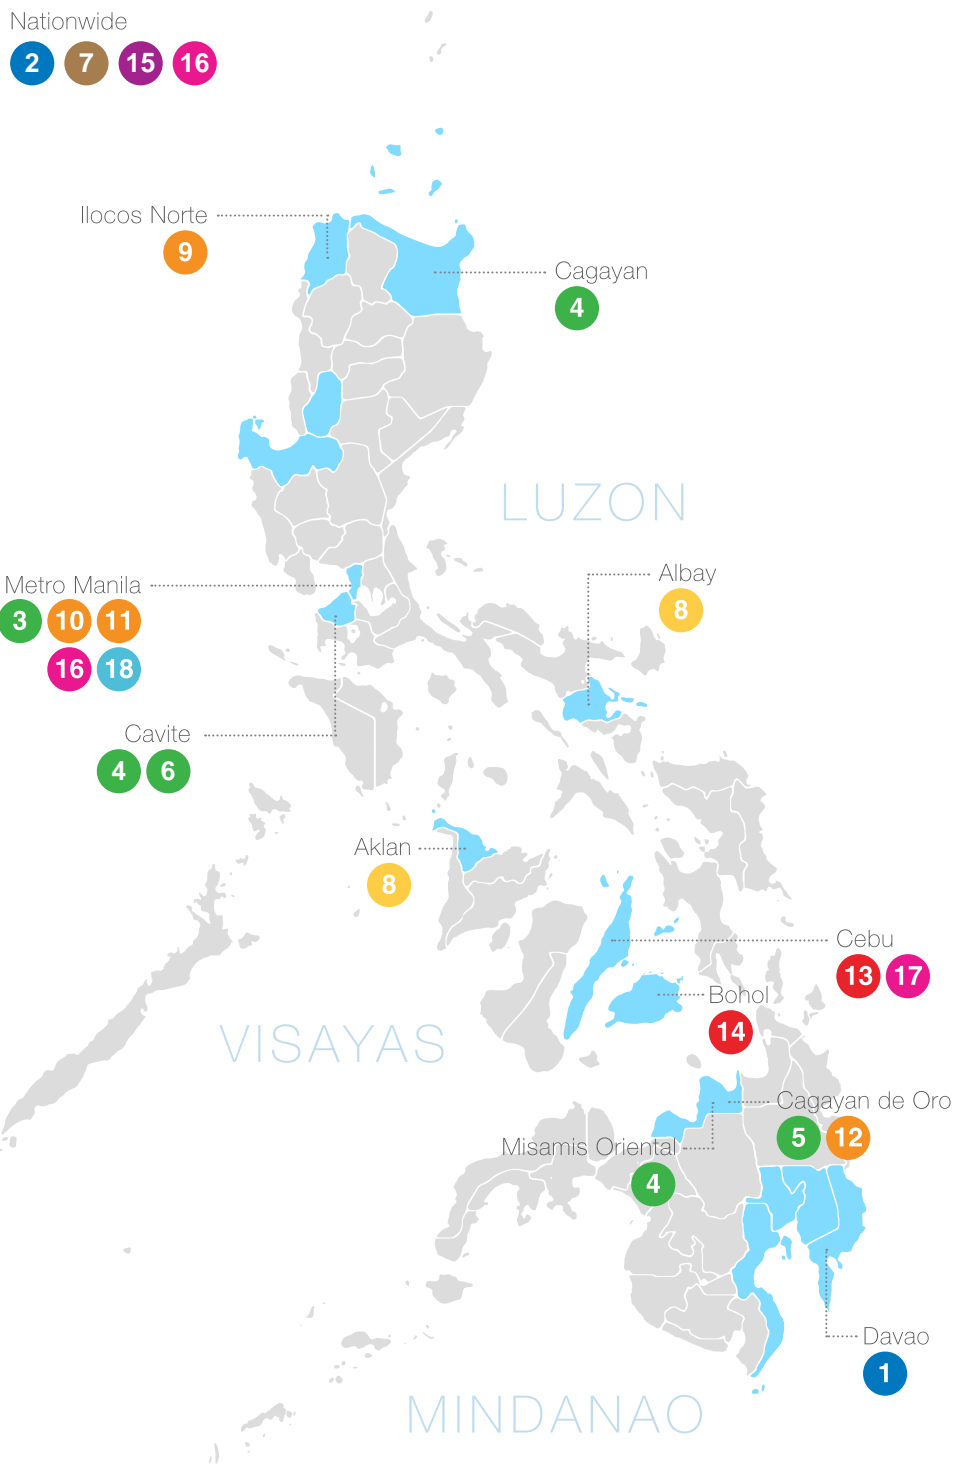 Nationwide
2 7 15 16
Ilocos Norte
9
Cagayan
4
LUZON
Albay
8
Metro Manila
3 10 11
16 18
Cavite
4 6
Aklan
8
Cebu
13 17
Bohol
14
VISAYAS
Cagayan de Oro
5 12
Misamis Oriental
4
Davao
1
MINDANAO